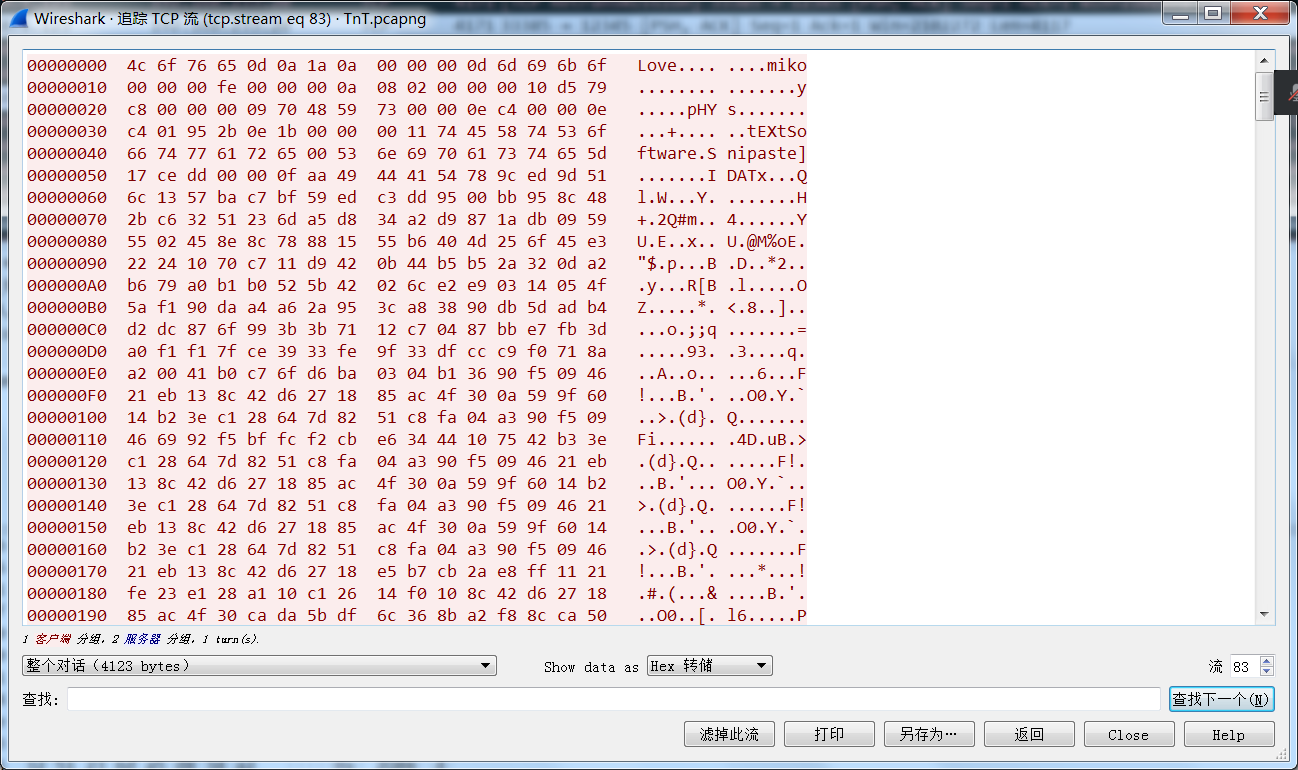 Wireshark · 追踪 TCP 流 (tcp.stream eq 83) · TnT.pcapng
00000000 4c 6f 76 65 0d 0a 1a 0a 00 00 00 0d 6d 69 6b 6f Love.... ....miko
00000010 00 00 00 fe 00 00 00 0a 08 02 00 00 00 10 d5 79 ........ .......y
00000020 c8 00 00 00 09 70 48 59 73 00 00 0e c4 00 00 0e .....pHY s.......
00000030 c4 01 95 2b 0e 1b 00 00 00 11 74 45 58 74 53 6f ...+.... ..tEXtSo
00000040 66 74 77 61 72 65 00 53 6e 69 70 61 73 74 65 5d ftware.S nipaste]
00000050 17 ce dd 00 00 0f aa 49 44 41 54 78 9c ed 9d 51 .......I DATx...Q
00000060 6c 13 57 ba c7 bf 59 ed c3 dd 95 00 bb 95 8c 48 l.W...Y. .......H
00000070 2b c6 32 51 23 6d a5 d8 34 a2 d9 87 1a db 09 59 +.2Q#m.. 4......Y
00000080 55 02 45 8e 8c 78 88 15 55 b6 40 4d 25 6f 45 e3 U.E..x.. U.@M%oE.
00000090 22 24 10 70 c7 11 d9 42 0b 44 b5 b5 2a 32 0d a2 "$.p...B .D..*2..
000000A0 b6 79 a0 b1 b0 52 5b 42 02 6c e2 e9 03 14 05 4f .y...R[B .l.....O
000000B0 5a f1 90 da a4 a6 2a 95 3c a8 38 90 db 5d ad b4 Z.....*. <.8..]..
000000C0 d2 dc 87 6f 99 3b 3b 71 12 c7 04 87 bb e7 fb 3d ...o.;;q .......=
000000D0 a0 f1 f1 7f ce 39 33 fe 9f 33 df cc c9 f0 71 8a .....93. .3....q.
000000E0 a2 00 41 b0 c7 6f d6 ba 03 04 b1 36 90 f5 09 46 ..A..o.. ...6...F
000000F0 21 eb 13 8c 42 d6 27 18 85 ac 4f 30 0a 59 9f 60 !...B.'. ..O0.Y.`
00000100 14 b2 3e c1 28 64 7d 82 51 c8 fa 04 a3 90 f5 09 ..>.(d}. Q.......
00000110 46 69 92 f5 bf fc f2 cb e6 34 44 10 75 42 b3 3e Fi...... .4D.uB.>
00000120 c1 28 64 7d 82 51 c8 fa 04 a3 90 f5 09 46 21 eb .(d}.Q.. .....F!.
00000130 13 8c 42 d6 27 18 85 ac 4f 30 0a 59 9f 60 14 b2 ..B.'... O0.Y.`..
00000140 3e c1 28 64 7d 82 51 c8 fa 04 a3 90 f5 09 46 21 >.(d}.Q. ......F!
00000150 eb 13 8c 42 d6 27 18 85 ac 4f 30 0a 59 9f 60 14 ...B.'.. .O0.Y.`.
00000160 b2 3e c1 28 64 7d 82 51 c8 fa 04 a3 90 f5 09 46 .>.(d}.Q .......F
00000170 21 eb 13 8c 42 d6 27 18 e5 b7 cb 2a e8 ff 11 21 !...B.'. ...*...!
00000180 fe 23 e1 28 a1 10 c1 26 14 f0 10 8c 42 d6 27 18 .#.(...& ....B.'.
00000190 85 ac 4f 30 ca da 5b df 6c 36 8b a2 f8 8c ca 50 ..O0..[. l6.....P
1 客户端 分组, 2 服务器 分组, 1 turn(s).
整个对话（4123 bytes） Show data as Hex 转储 流 83
查找: 查找下一个(N)
滤掉此流 打印 另存为… 返回 Close Help